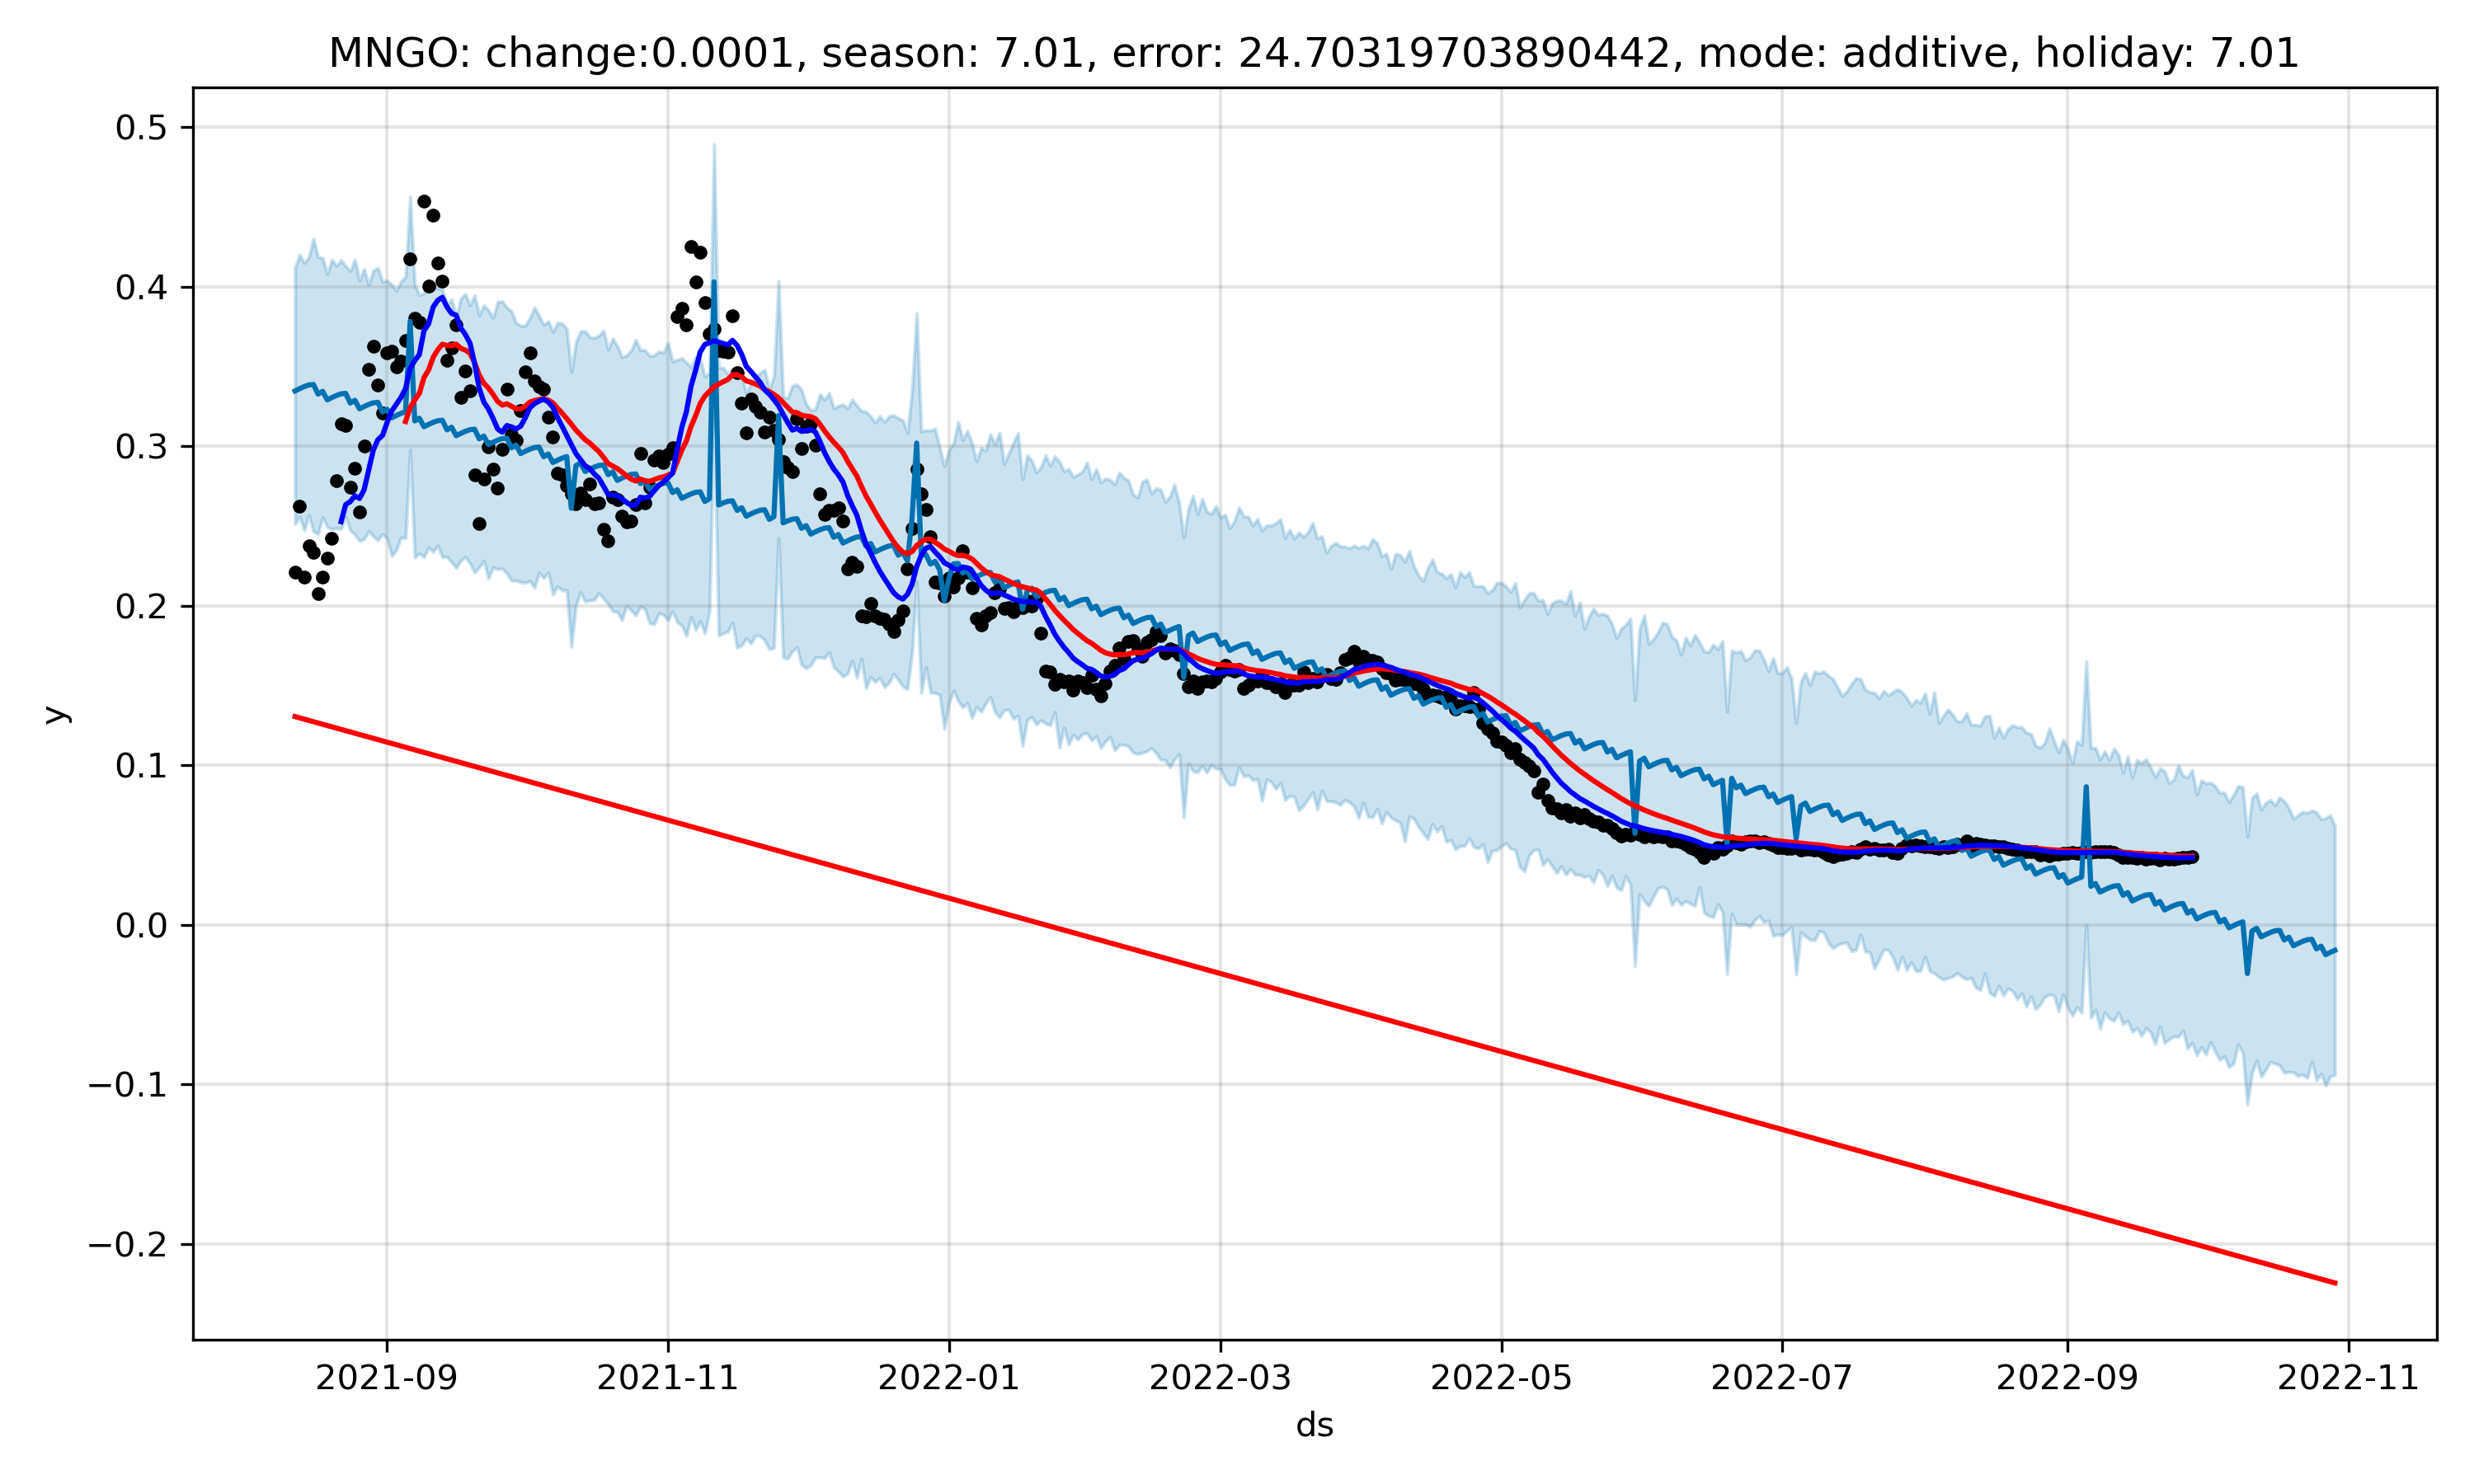 MNGO: change:0.0001, season: 7.01, error: 24.70319703890442, mode: additive, holiday: 7.01
0.5
0.4
0.3
0.2
0.1
0.0
−0.1
−0.2
y
2021-09 2021-11 2022-01 2022-03 2022-05 2022-07 2022-09 2022-11
ds